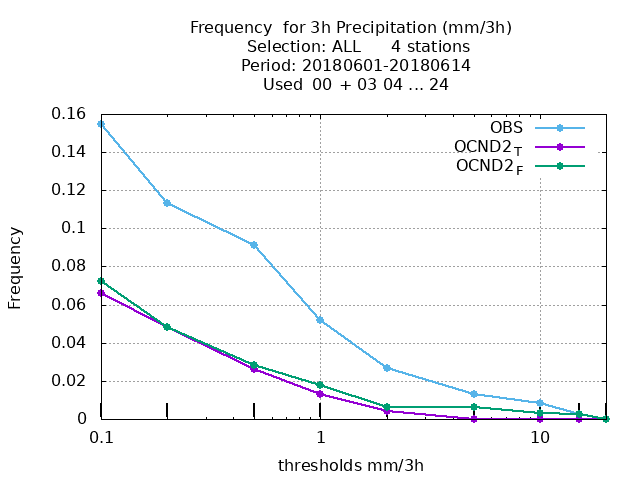 Frequency  for 3h Precipitation (mm/3h)
Selection: ALL      4 stations
Period: 20180601-20180614
Used  00  + 03 04 ... 24
0.16
0.14
0.12
0.1
0.08
0.06
0.04
0.02
0
Frequency
OBS
OCND2_T
OCND2_F
0.1
1
10
thresholds mm/3h